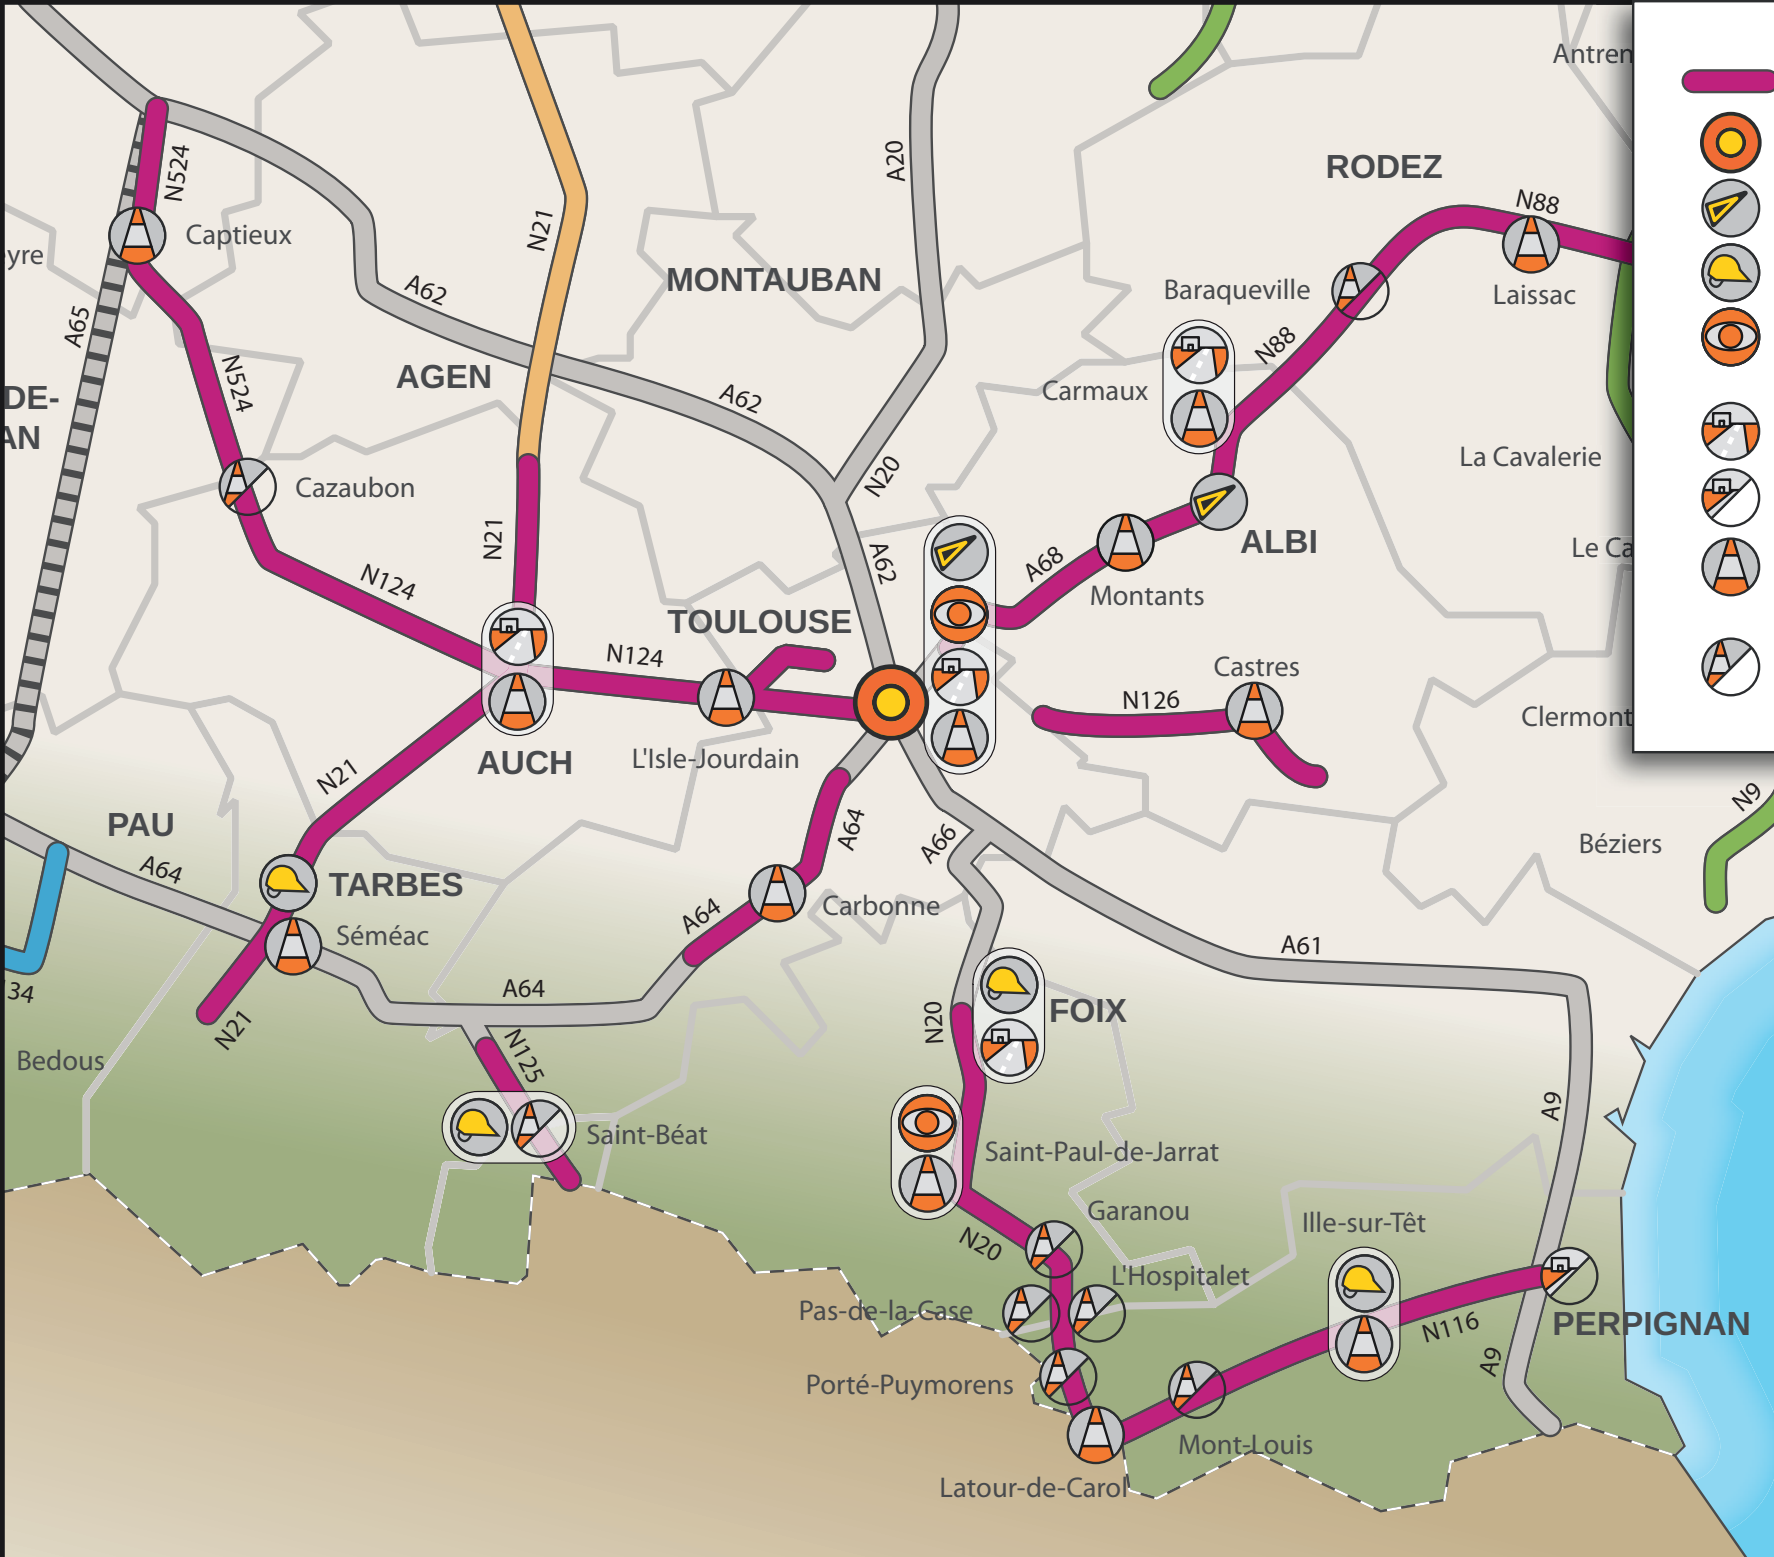 Antren
RODEZ
N88
N524
A20
Captieux
yre
N21
MONTAUBAN
A62
Baraqueville
Laissac
A65
N88
AGEN
N524
A62
Carmaux
DE-
AN
La Cavalerie
N20
Cazaubon
N21
ALBI
Le Ca
A62
A68
N124
Montants
TOULOUSE
N124
Castres
N126
Clermont
L'Isle-Jourdain
AUCH
N21
N9
PAU
A64
A66
Béziers
A64
TARBES
Carbonne
A64
Séméac
A61
34
A64
N21
N125
N20
FOIX
Bedous
A9
Saint-Béat
Saint-Paul-de-Jarrat
Garanou
Ille-sur-Têt
N20
L'Hospitalet
Pas-de-la-Case
PERPIGNAN
N116
A9
Porté-Puymorens
Mont-Louis
Latour-de-Carol